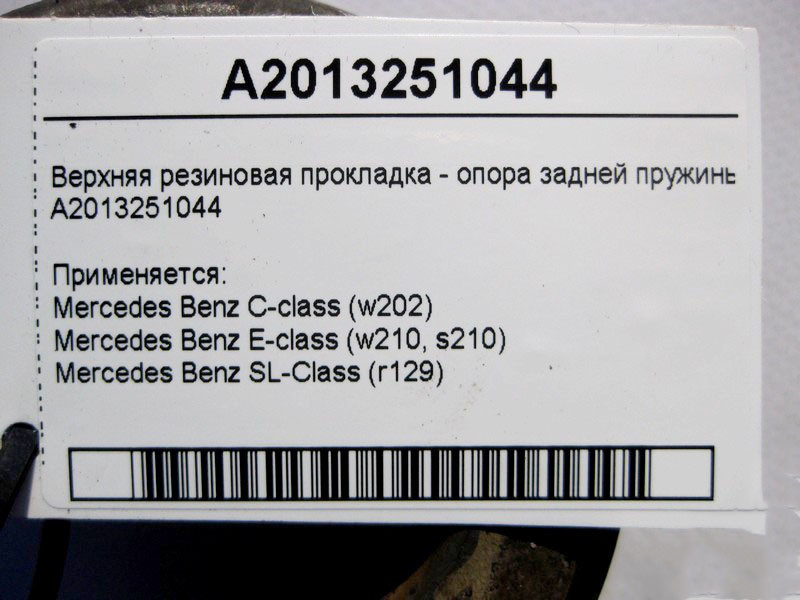 A2013251044
Верхняя резиновая прокладка - опора задней пружины
A2013251044
Применяется:
Mercedes Benz C-class (w202)
Mercedes Benz E-class (w210, s210)
Mercedes Benz SL-Class (r129)